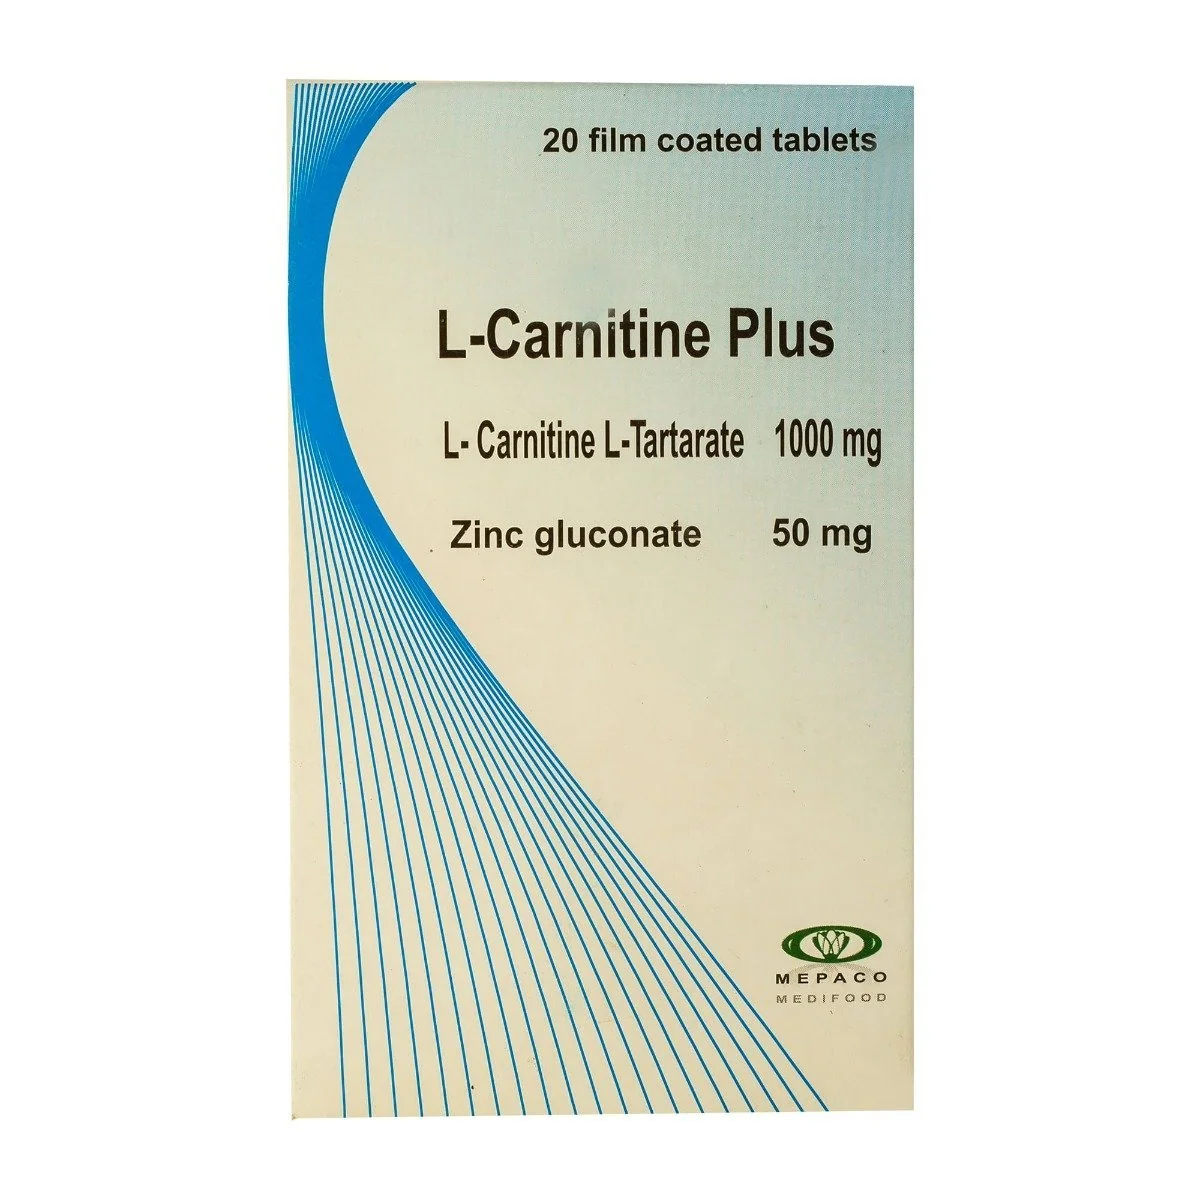 20 film coated tablets
L-Carnitine Plus
L- Carnitine L-Tartarate 1000 mg
Zinc gluconate 50 mg
MEPACO
MEDIFOOD